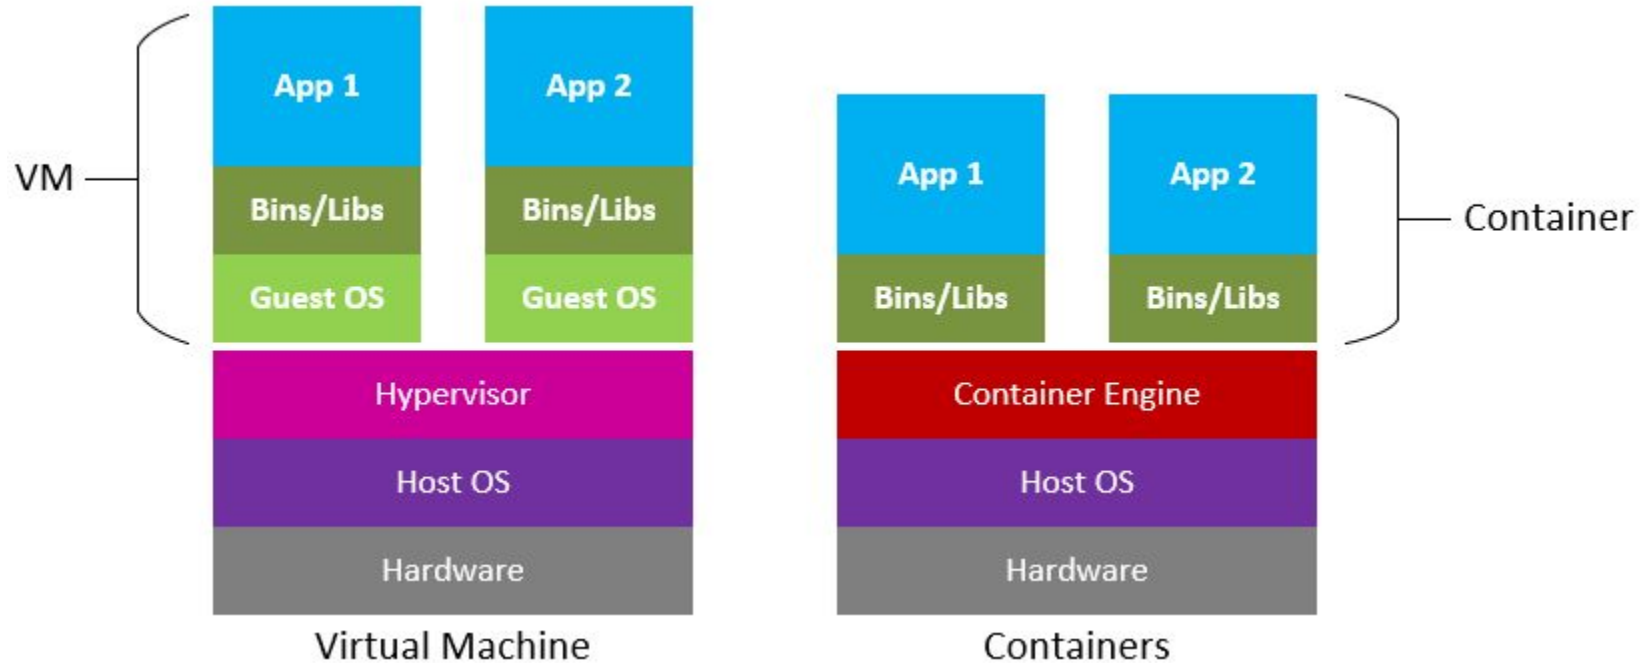 App 1
App 2
Bins/Libs
Bins/Libs
Guest OS
Guest OS
VM
Hypervisor
Host OS
Hardware
Virtual Machine
App 1
App 2
Bins/Libs
Bins/Libs
Container
Container Engine
Host OS
Hardware
Containers